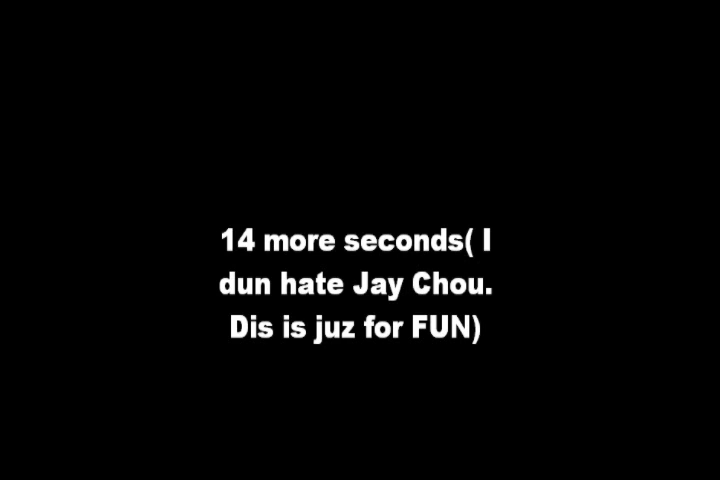 14 more seconds( I
dun hate Jay Chou.
Dis is juz for FUN)